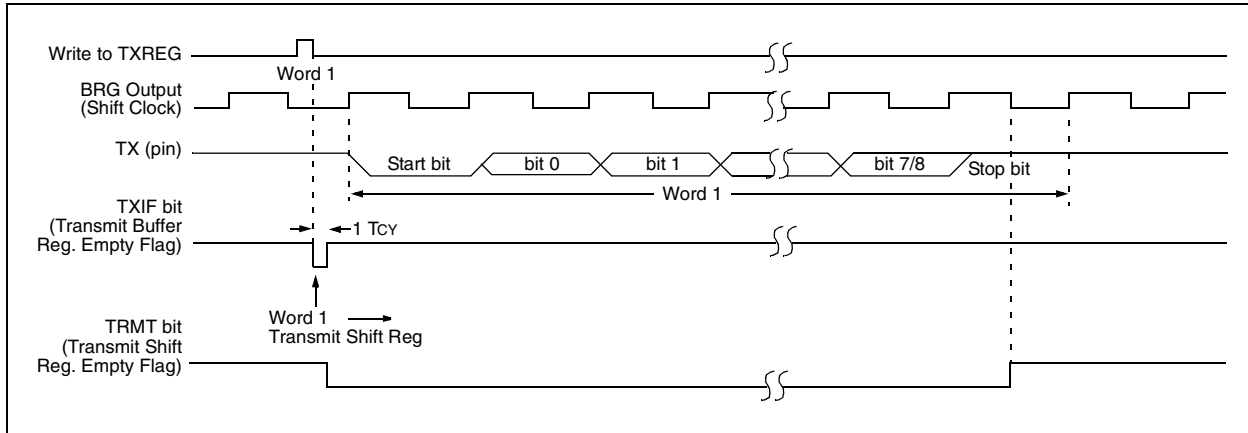 Write to TXREG
Word 1
BRG Output
(Shift Clock)
TX (pin)
Start bit
bit 0
bit 1
bit 7/8
Stop bit
Word 1
TXIF bit
(Transmit Buffer
Reg. Empty Flag)
1 TCY
Word 1
Transmit Shift Reg
TRMT bit
(Transmit Shift
Reg. Empty Flag)